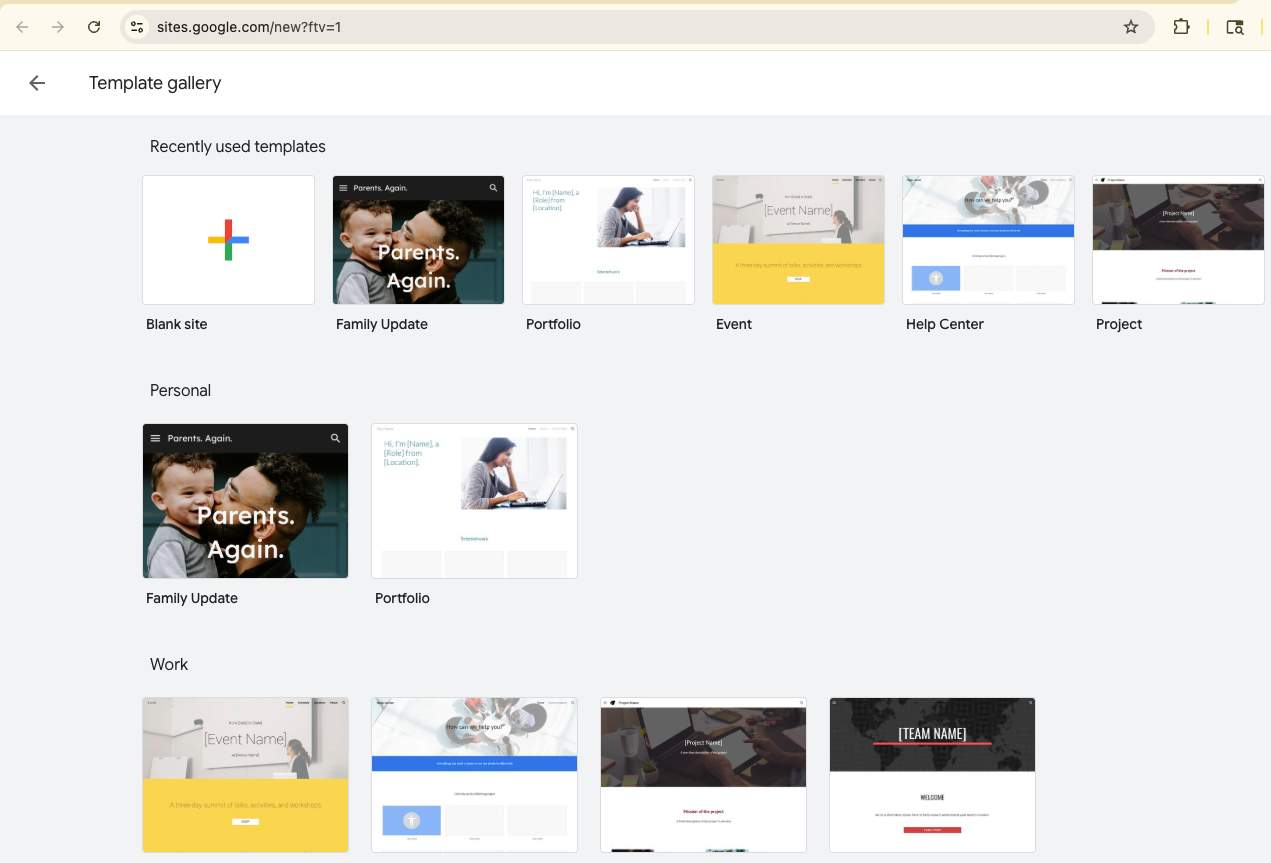 sites.google.com/new?ftv=1
Template gallery
Recently used templates
Parents. Again.
Parents.
Again.
Hi, I'm [Name], a
[Role] from
[Location].
[Event Name]
A three-day summit of talks, activities, and workshops
How can we help you?
[Project Name]
Mission of the project
Blank site
Family Update
Portfolio
Event
Help Center
Project
Personal
Parents. Again.
Parents.
Again.
Hi, I'm [Name], a
[Role] from
[Location].
Family Update
Portfolio
Work
[Event Name]
A three-day summit of talks, activities, and workshops
How can we help you?
[Project Name]
Mission of the project
[TEAM NAME]
WELCOME